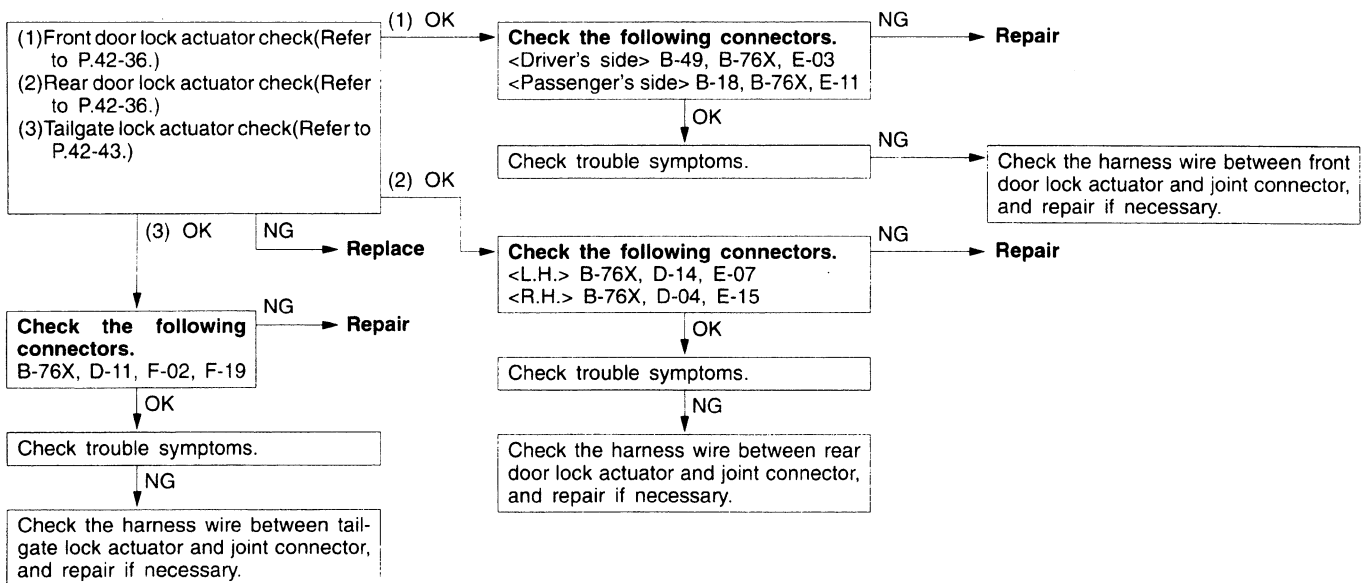 (1)Front door lock actuator check(Refer
to P.42-36.)
(2)Rear door lock actuator check(Refer
to P.42-36.)
(3)Tailgate lock actuator check(Refer to
P.42-43.)
(1) OK
Check the following connectors.
<Driver's side> B-49, B-76X, E-03
<Passenger's side> B-18, B-76X, E-11
NG
Repair
OK
Check trouble symptoms.
NG
Check the harness wire between front
door lock actuator and joint connector,
and repair if necessary.
(2) OK
Check the following connectors.
<L.H.> B-76X, D-14, E-07
<R.H.> B-76X, D-04, E-15
NG
Repair
OK
Check trouble symptoms.
NG
Check the harness wire between rear
door lock actuator and joint connector,
and repair if necessary.
(3) OK
NG
Replace
Check the following
connectors.
B-76X, D-11, F-02, F-19
NG
Repair
OK
Check trouble symptoms.
NG
Check the harness wire between tail-
gate lock actuator and joint connector,
and repair if necessary.